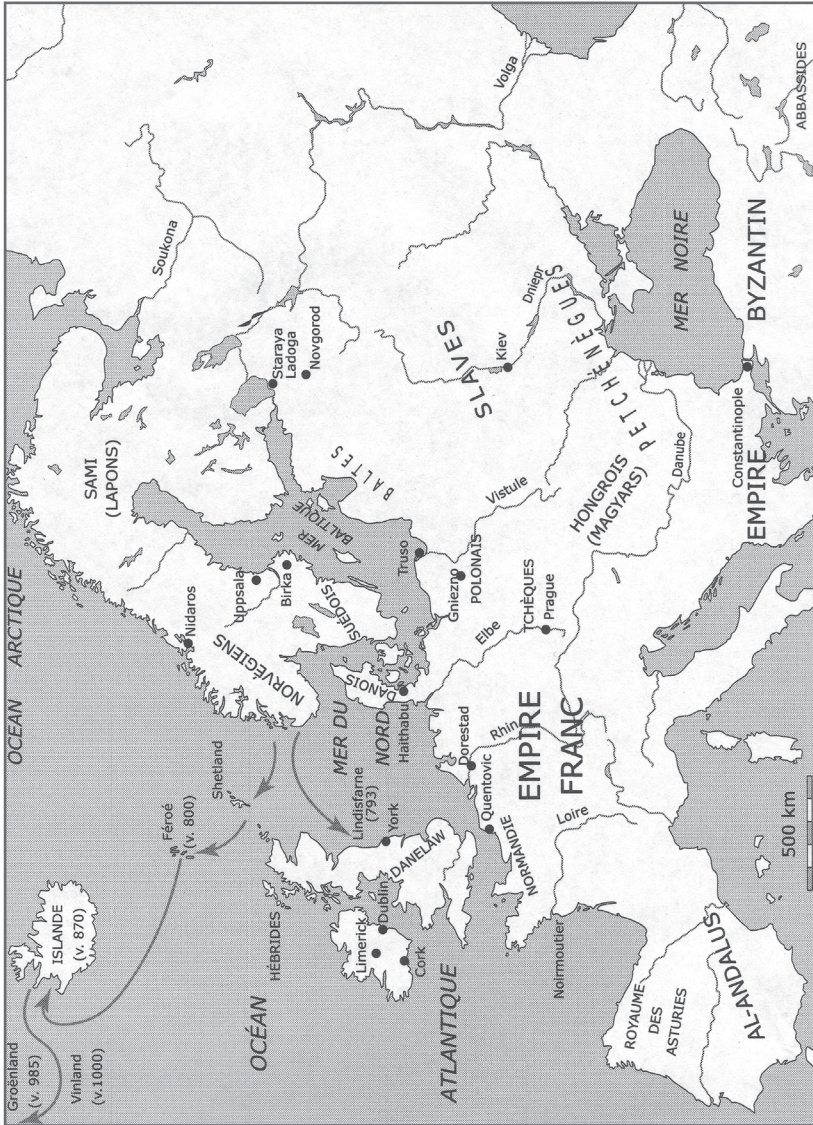 OCÉAN ARCTIQUE
Groënland
(v. 985)
Vinland
(v.1000)
ISLANDE
(v. 870)
Féroé
(v. 800)
Shetland
HÉBRIDES
OCÉAN
ATLANTIQUE
Limerick
Dublin
Cork
Lindisfarne
(793)
York
DANELAW
MER DU
NORD
NORVÉGIENS
Nidaros
SAMI
(LAPONS)
Uppsala
Birka
SUÉDOIS
DANOIS
Haithabu
MER
BALTIQUE
BALTES
Soukona
Staraya
Ladoga
Novgorod
Volga
SLAVES
Kiev
Dniepr
PETCHÉNÈGUES
Truso
Vistule
Gniezno
POLONAIS
Elbe
TCHÈQUES
Prague
HONGROIS
(MAGYARS)
Danube
Dorestad
Rhin
Quentovic
EMPIRE
FRANC
NORMANDIE
Loire
Noirmoutier
ROYAUME
DES
ASTURIES
AL-ANDALUS
MER NOIRE
Constantinople
EMPIRE
BYZANTIN
ABBASSIDES
500 km